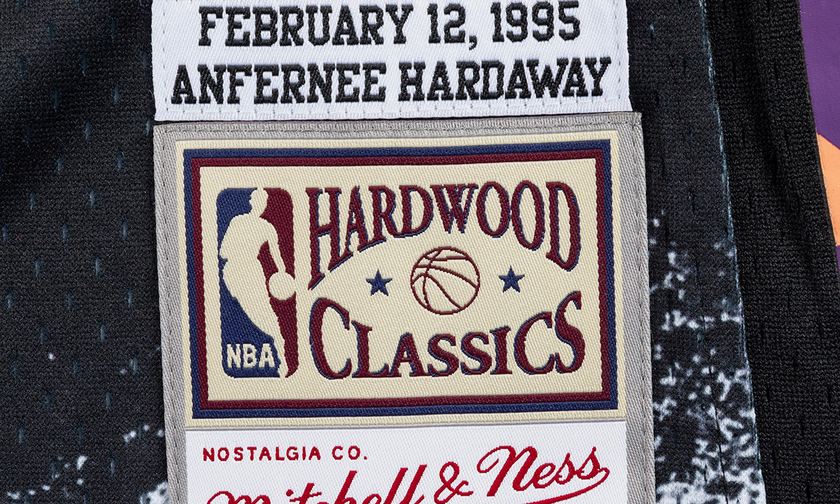 FEBRUARY 12, 1995
ANFERNEE HARDAWAY
HARDWOOD
CLASSICS
NBA
NOSTALGIA CO.
Mitchell & Ness